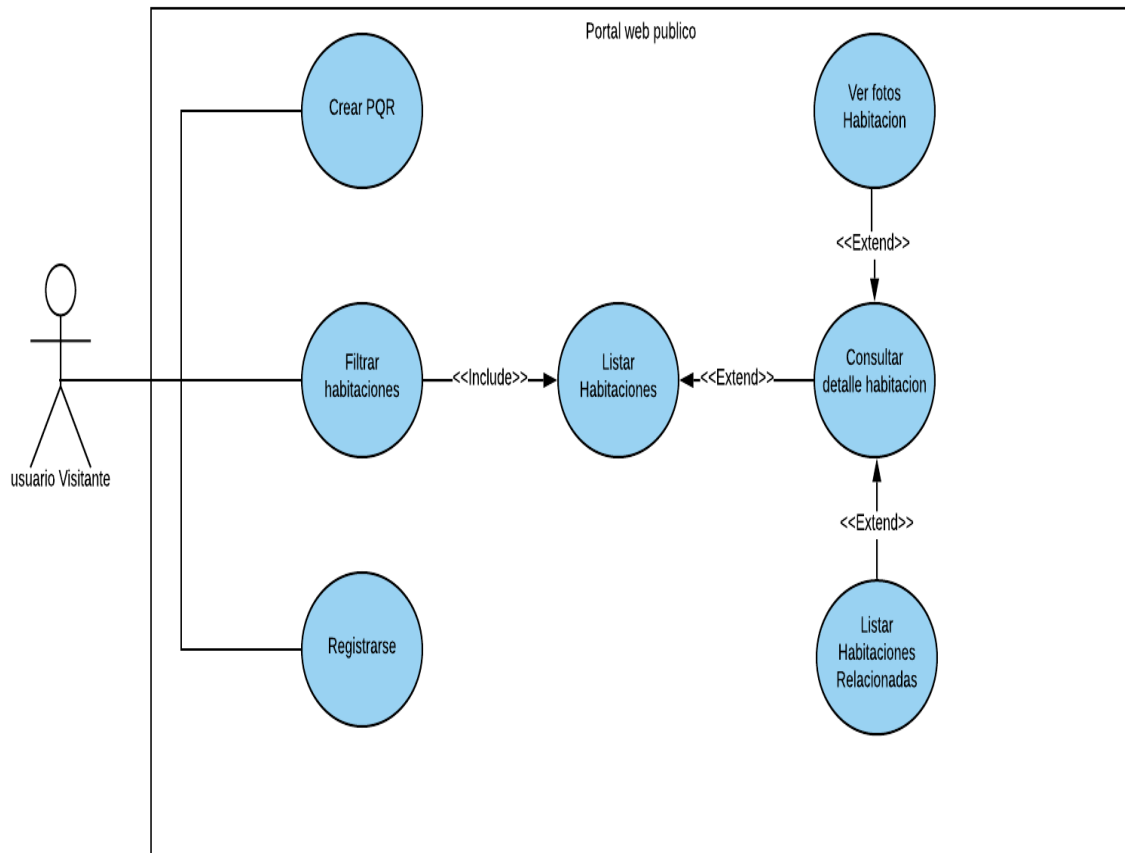 Portal web publico
Crear PQR
Ver fotos
Habitacion
<<Extend>>
Filtrar
habitaciones
<<Include>>
Listar
Habitaciones
<<Extend>>
Consultar
detalle habitacion
usuario Visitante
<<Extend>>
Registrarse
Listar
Habitaciones
Relacionadas